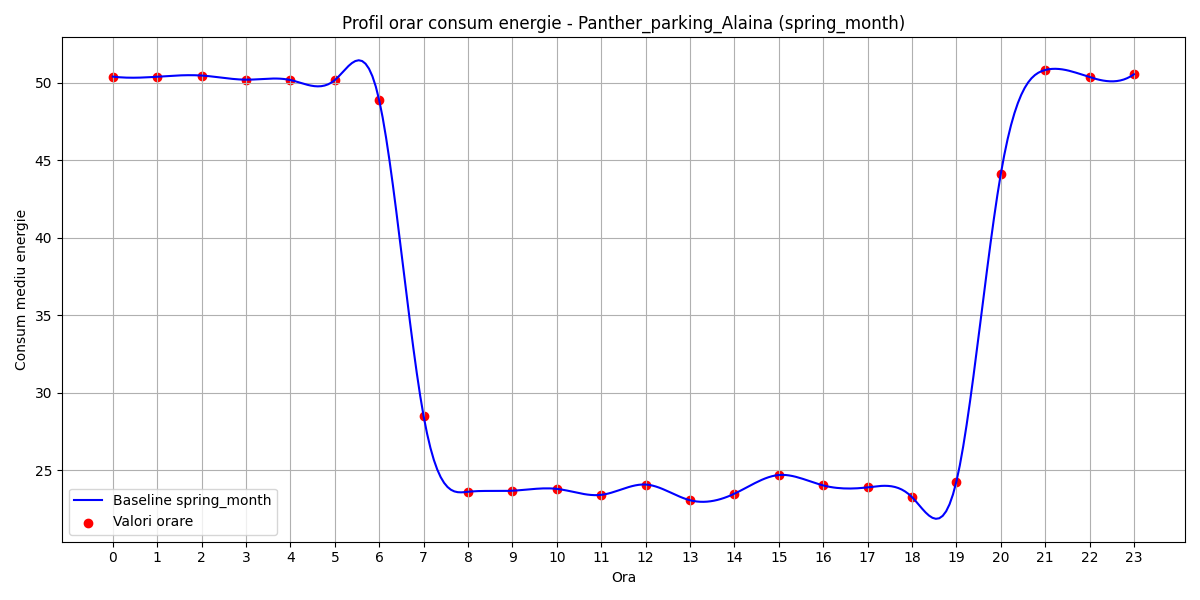 Profil orar consum energie - Panther_parking_Alaina (spring_month)
Consum mediu energie
50
45
40
35
30
25
Baseline spring_month
Valori orare
0 1 2 3 4 5 6 7 8 9 10 11 12 13 14 15 16 17 18 19 20 21 22 23
Ora